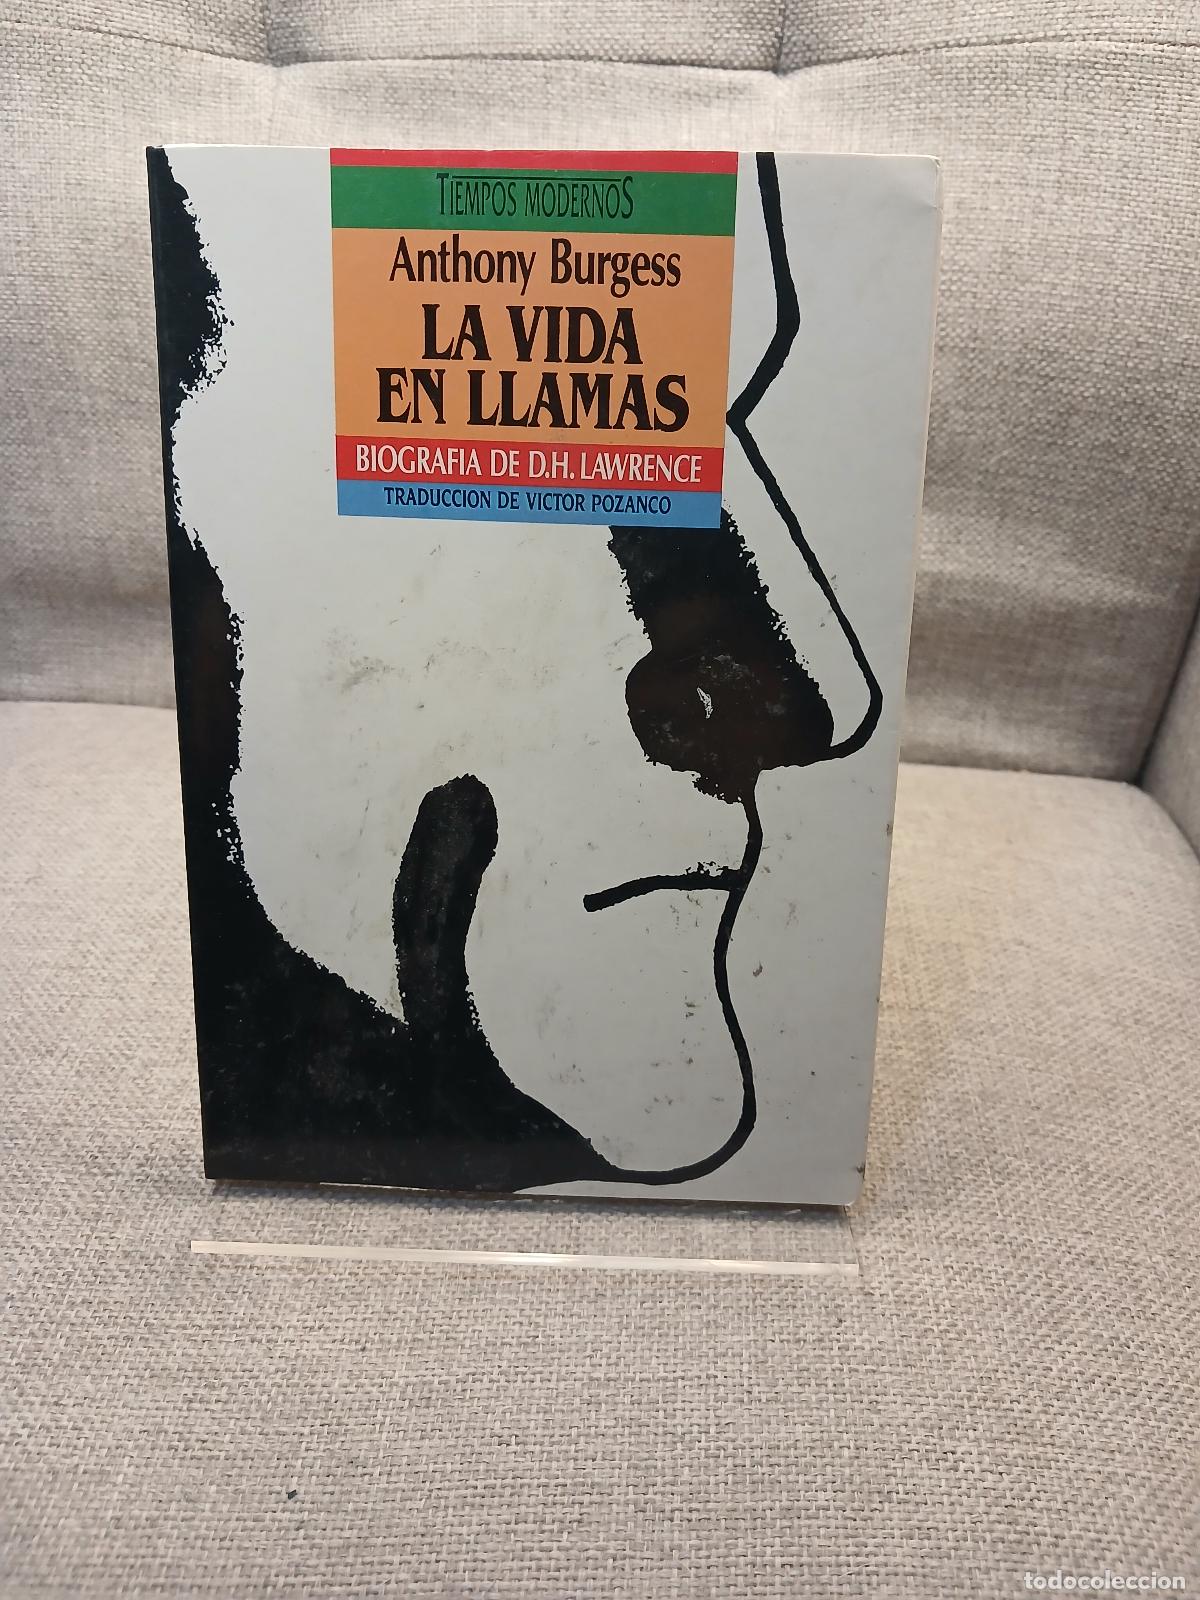 TIEMPOS MODERNOS
Anthony Burgess
LA VIDA
EN LLAMAS
BIOGRAFIA DE D.H. LAWRENCE
TRADUCCION DE VICTOR POZANCO
todocoleccion